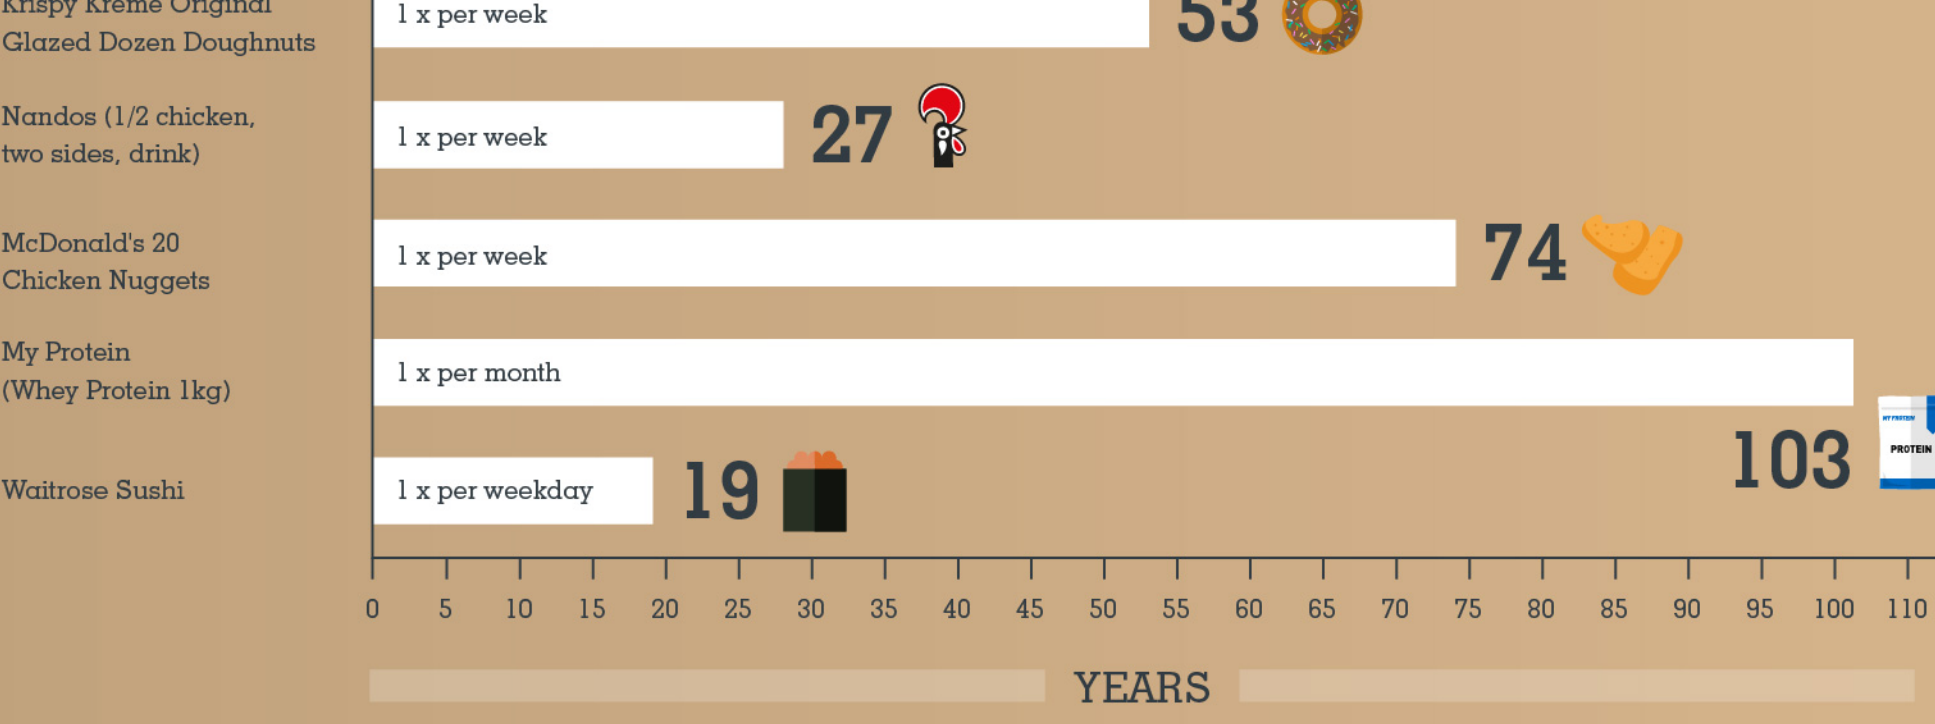 Krispy Kreme Original
Glazed Dozen Doughnuts
1 x per week
53
Nandos (1/2 chicken,
two sides, drink)
1 x per week
27
McDonald's 20
Chicken Nuggets
1 x per week
74
My Protein
(Whey Protein 1kg)
1 x per month
103
MY PROTEIN
PROTEIN
Waitrose Sushi
1 x per weekday
19
0 5 10 15 20 25 30 35 40 45 50 55 60 65 70 75 80 85 90 95 100 110
YEARS